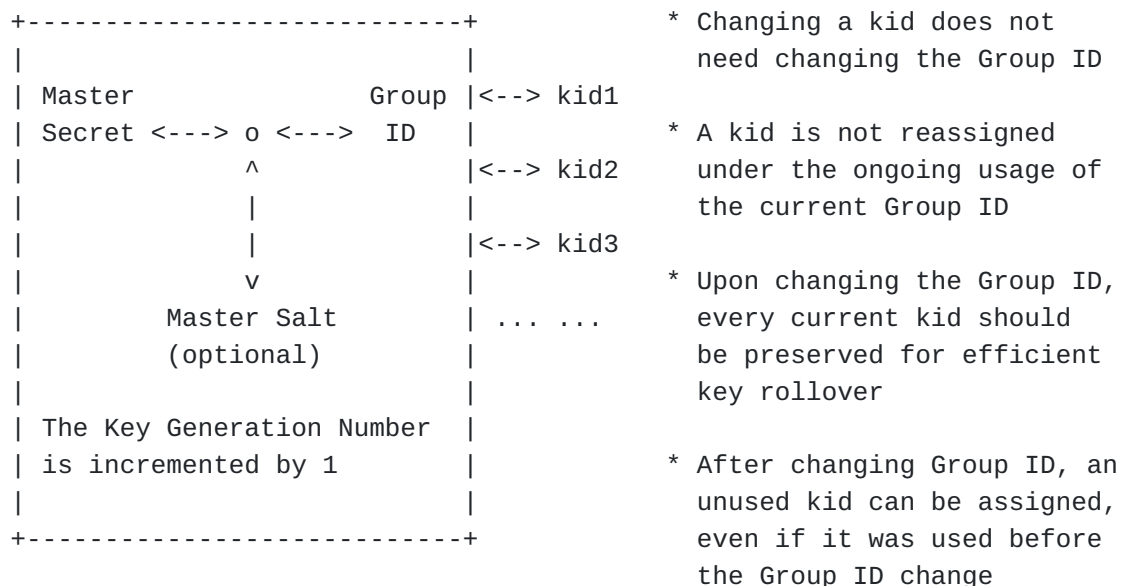 +----------------------------+            * Changing a kid does not
|                            |              need changing the Group ID
| Master               Group |<--> kid1
| Secret <---> o <--->  ID   |            * A kid is not reassigned
|              ^             |<--> kid2     under the ongoing usage of
|              |             |              the current Group ID
|              |             |<--> kid3
|              v             |            * Upon changing the Group ID,
|         Master Salt        | ... ...      every current kid should
|         (optional)         |              be preserved for efficient
|                            |              key rollover
| The Key Generation Number  |
| is incremented by 1        |            * After changing Group ID, an
|                            |              unused kid can be assigned,
+----------------------------+              even if it was used before
                                            the Group ID change